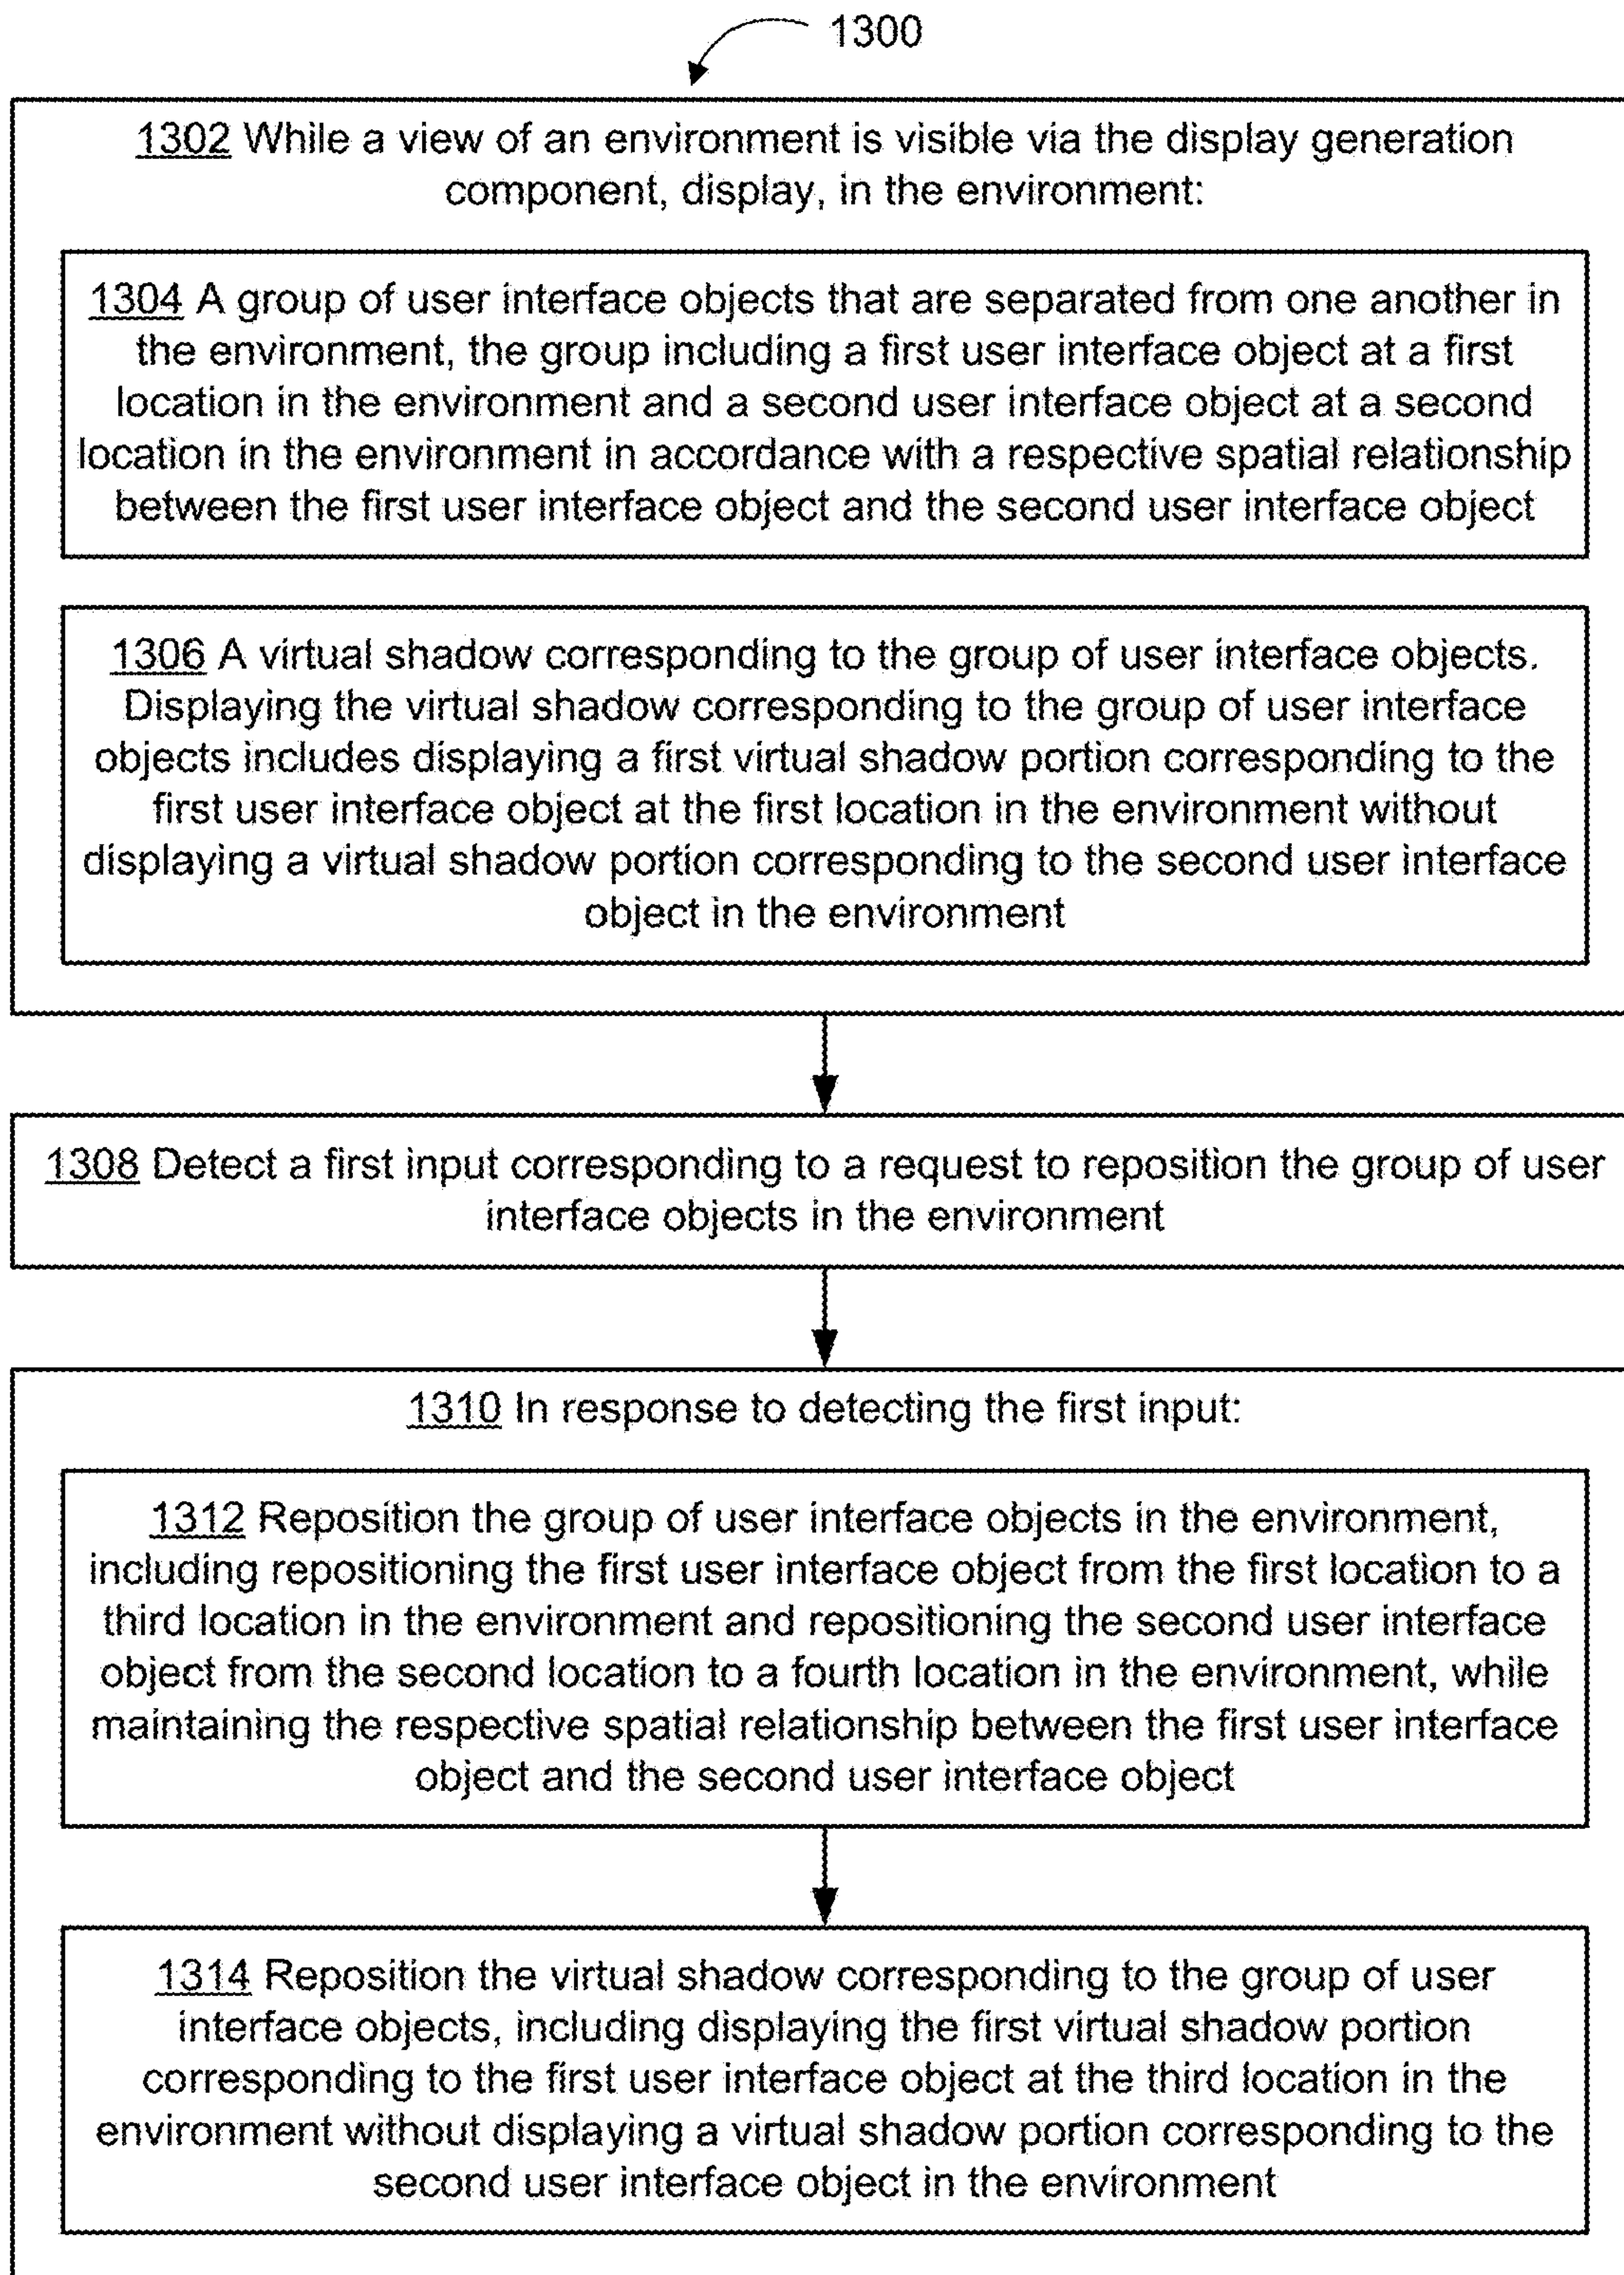 1300
1302 While a view of an environment is visible via the display generation
component, display, in the environment:
1304 A group of user interface objects that are separated from one another in
the environment, the group including a first user interface object at a first
location in the environment and a second user interface object at a second
location in the environment in accordance with a respective spatial relationship
between the first user interface object and the second user interface object
1306 A virtual shadow corresponding to the group of user interface objects.
Displaying the virtual shadow corresponding to the group of user interface
objects includes displaying a first virtual shadow portion corresponding to the
first user interface object at the first location in the environment without
displaying a virtual shadow portion corresponding to the second user interface
object in the environment
1308 Detect a first input corresponding to a request to reposition the group of user
interface objects in the environment
1310 In response to detecting the first input:
1312 Reposition the group of user interface objects in the environment,
including repositioning the first user interface object from the first location to a
third location in the environment and repositioning the second user interface
object from the second location to a fourth location in the environment, while
maintaining the respective spatial relationship between the first user interface
object and the second user interface object
1314 Reposition the virtual shadow corresponding to the group of user
interface objects, including displaying the first virtual shadow portion
corresponding to the first user interface object at the third location in the
environment without displaying a virtual shadow portion corresponding to the
second user interface object in the environment